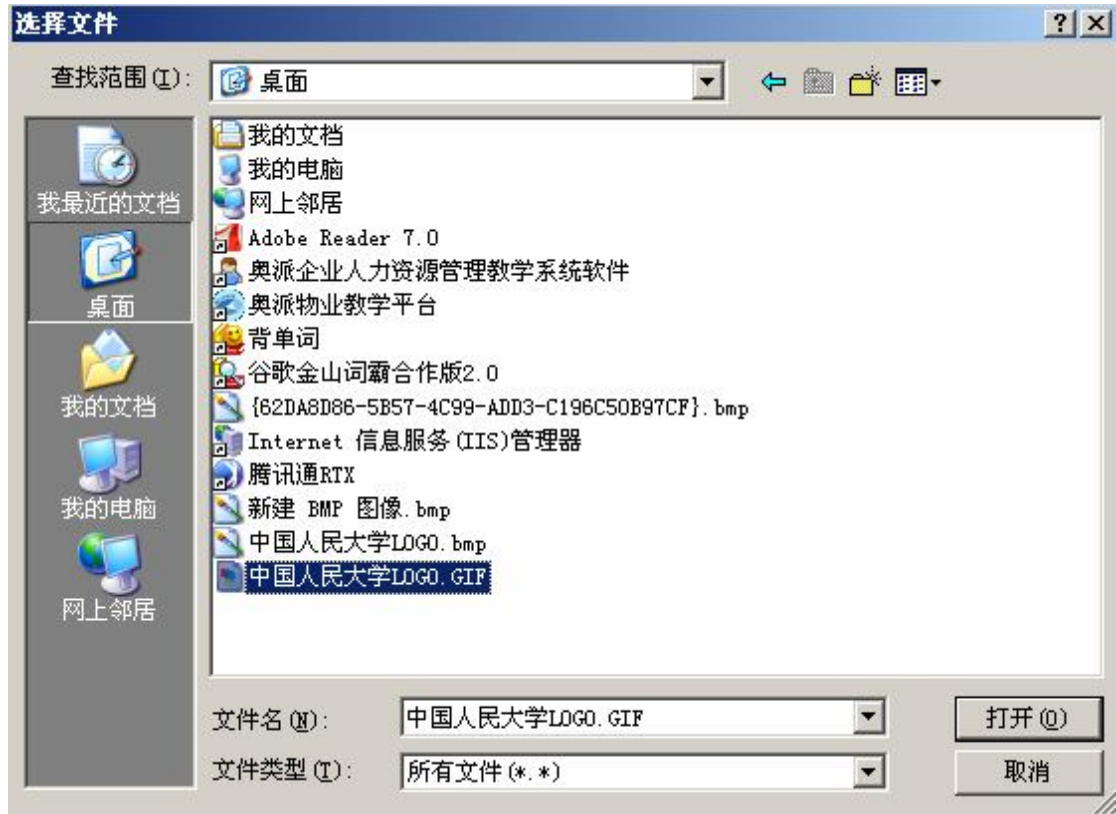 选择文件
查找范围(I):
桌面
我最近的文档
桌面
我的文档
我的电脑
网上邻居
我的文档
我的电脑
网上邻居
Adobe Reader 7.0
奥派企业人力资源管理教学系统软件
奥派物业教学平台
背单词
谷歌金山词霸合作版2.0
{62DA8D86-5B57-4C99-ADD3-C196C50B97CF}.bmp
Internet 信息服务(IIS)管理器
腾讯通RTX
新建 BMP 图像.bmp
中国人民大学LOGO.bmp
中国人民大学LOGO.GIF
文件名(N):
中国人民大学LOGO.GIF
打开(O)
文件类型(T):
所有文件(*.*)
取消